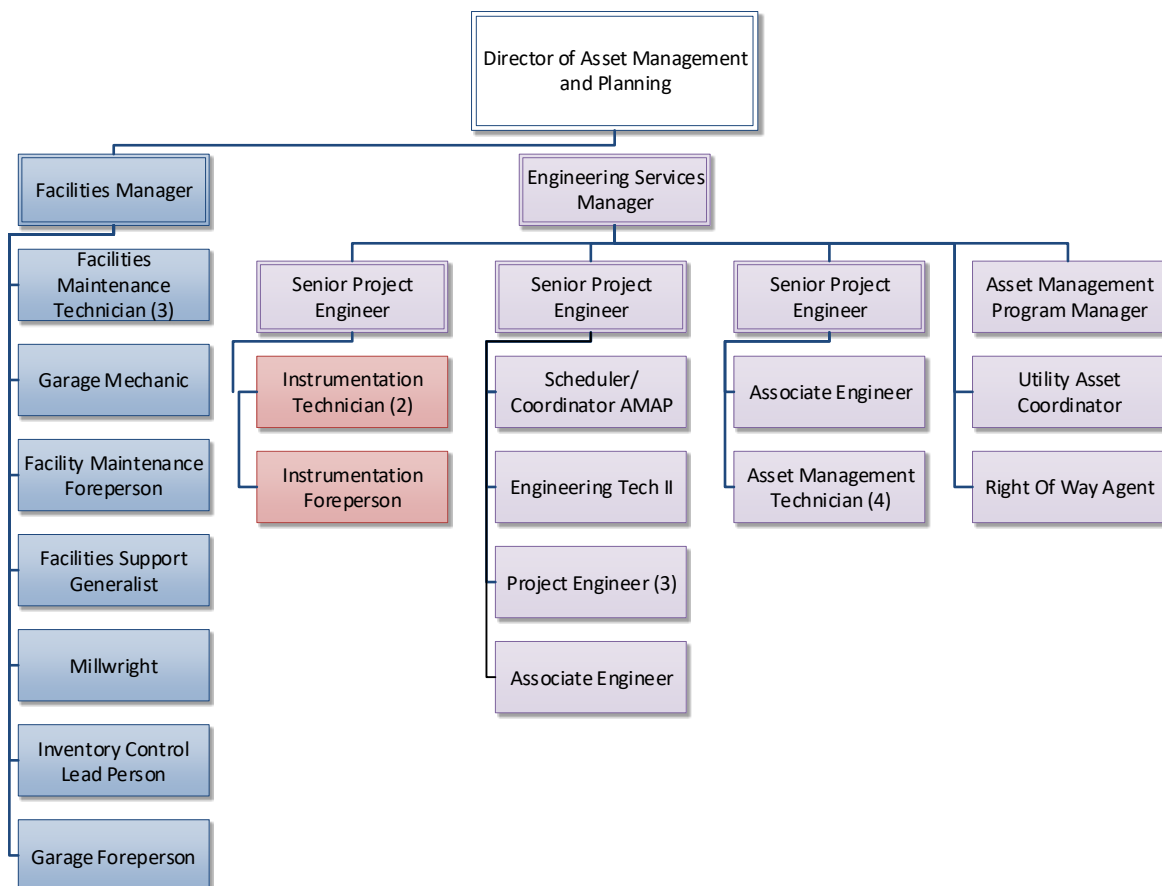 Director of Asset Management
and Planning
Facilities Manager
Engineering Services
Manager
Facilities
Maintenance
Technician (3)
Garage Mechanic
Facility Maintenance
Foreperson
Facilities Support
Generalist
Millwright
Inventory Control
Lead Person
Garage Foreperson
Senior Project
Engineer
Instrumentation
Technician (2)
Instrumentation
Foreperson
Senior Project
Engineer
Scheduler/
Coordinator AMAP
Engineering Tech II
Project Engineer (3)
Associate Engineer
Senior Project
Engineer
Associate Engineer
Asset Management
Technician (4)
Asset Management
Program Manager
Utility Asset
Coordinator
Right Of Way Agent